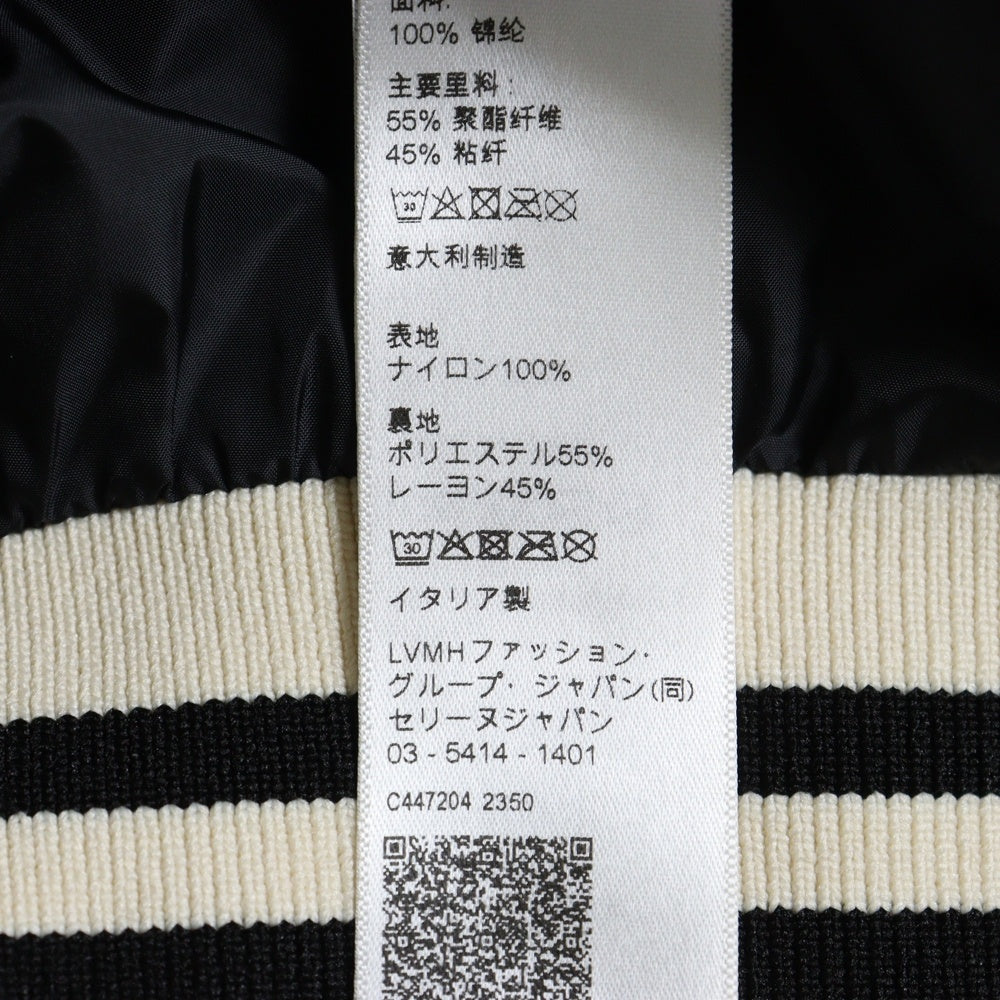 面料:
100% 锦纶
主要里料:
55% 聚酯纤维
45% 粘纤
30
意大利制造
表地
ナイロン100%
裏地
ポリエステル55%
レーヨン45%
30
イタリア製
LVMHファッション・
グループ・ジャパン(同)
セリーヌジャパン
03 - 5414 - 1401
C447204 2350